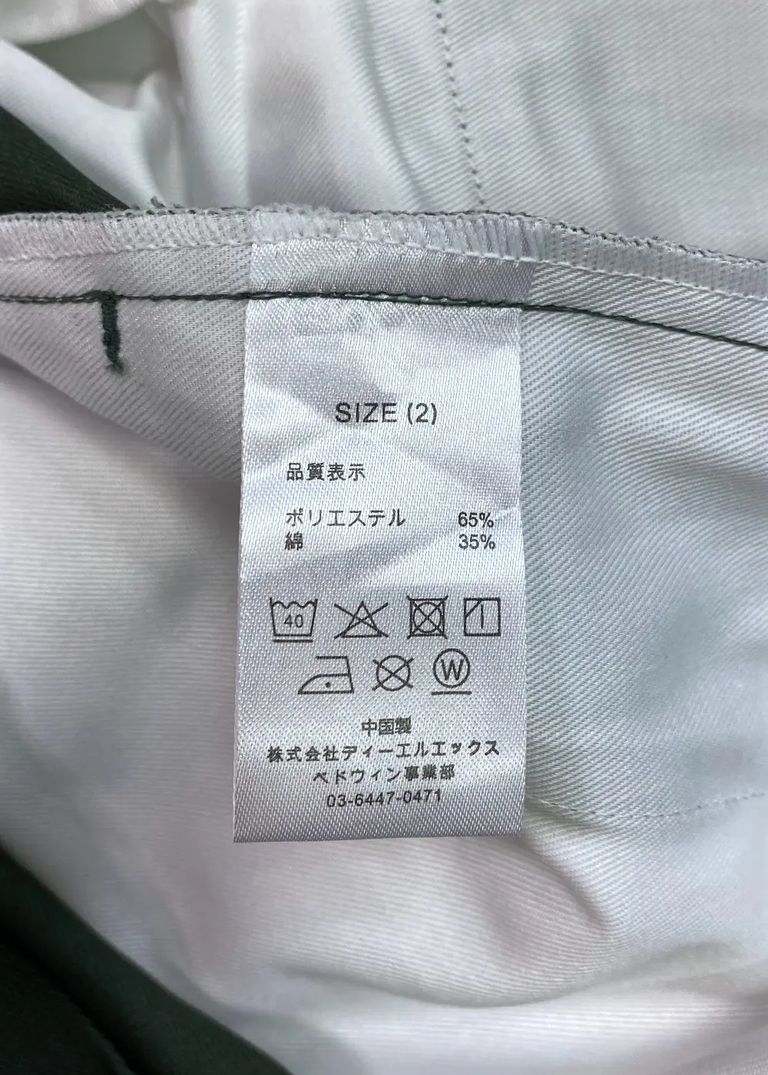 SIZE (2)
品質表示
ポリエステル 65%
綿 35%
40
W
中国製
株式会社ディーエルエックス
ベドウィン事業部
03-6447-0471